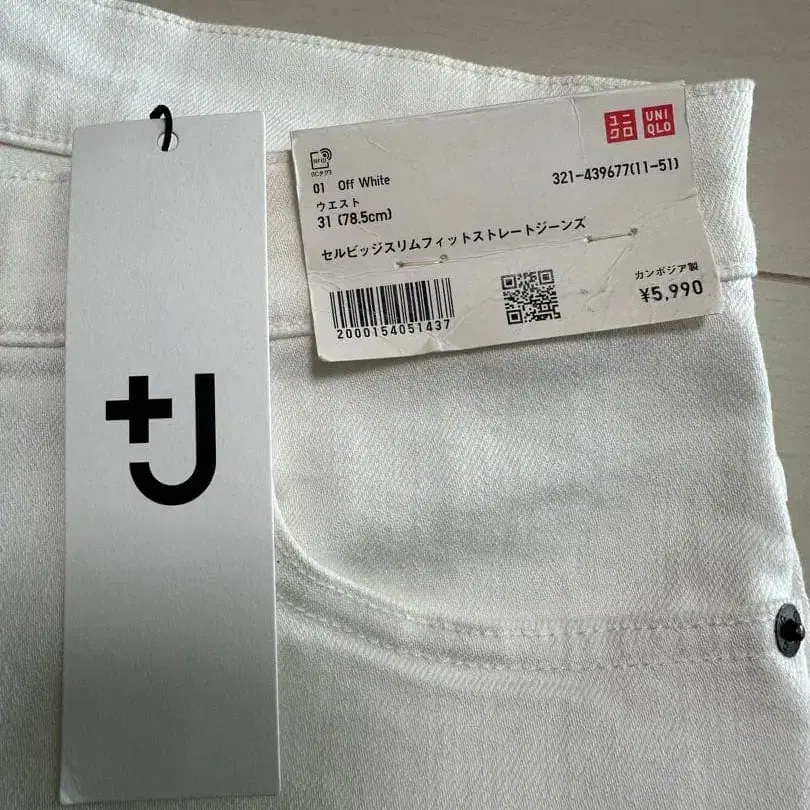 +J
ユニ
クロ
UNI
QLO
RFID
(ICタグ)
01 Off White
321-439677(11-51)
ウエスト
31 (78.5cm)
セルビッジスリムフィットストレートジーンズ
カンボジア製
¥5,990
2000154051437